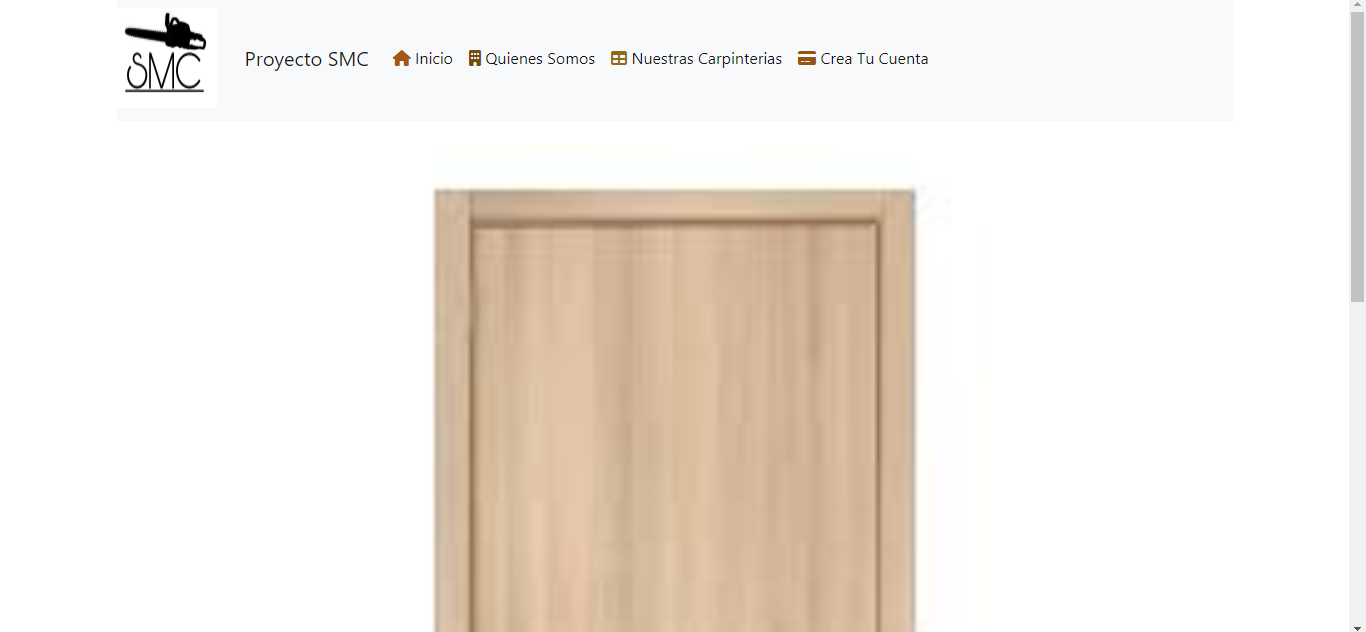 SMC
Proyecto SMC Inicio Quienes Somos Nuestras Carpinterias Crea Tu Cuenta